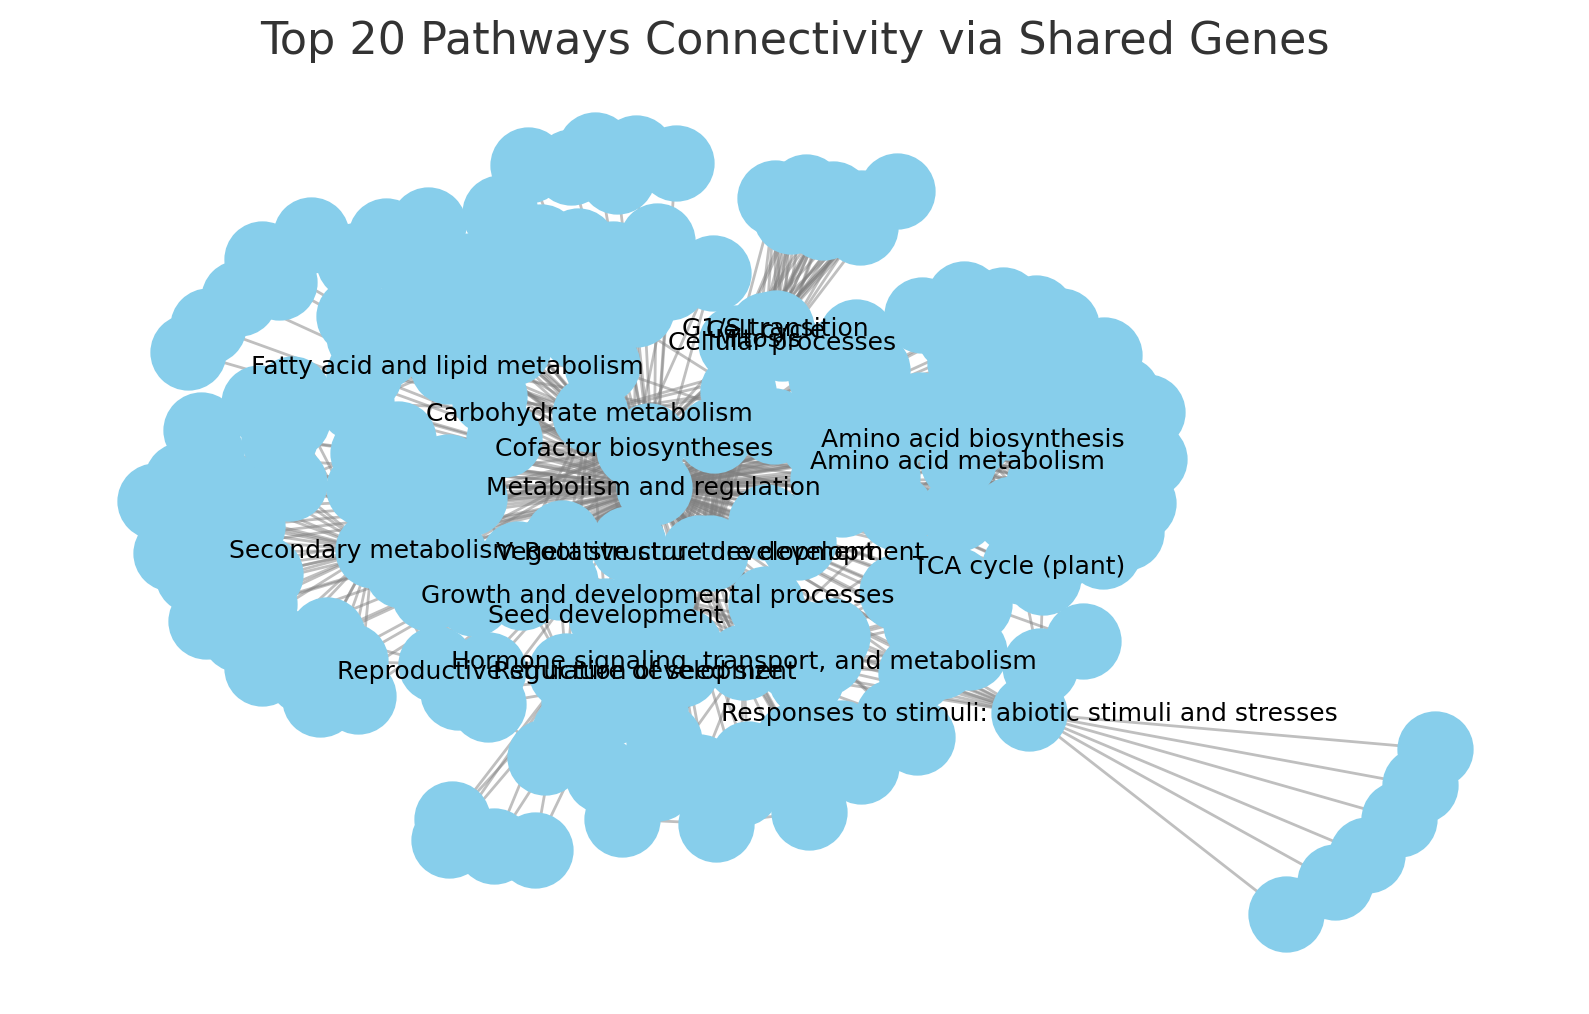 Top 20 Pathways Connectivity via Shared Genes
G1/S transition
Cell cycle
Mitosis
Cellular processes
Fatty acid and lipid metabolism
Carbohydrate metabolism
Amino acid biosynthesis
Cofactor biosyntheses
Amino acid metabolism
Metabolism and regulation
Secondary metabolism
Vegetative structure development
Root structure development
TCA cycle (plant)
Growth and developmental processes
Seed development
Hormone signaling, transport, and metabolism
Reproductive structure development
Regulation of seed size
Responses to stimuli: abiotic stimuli and stresses